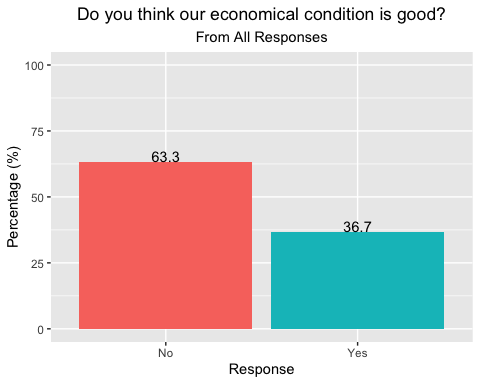 Do you think our economical condition is good?
From All Responses
Percentage (%)
100
75
50
25
0
63.3
36.7
No
Yes
Response